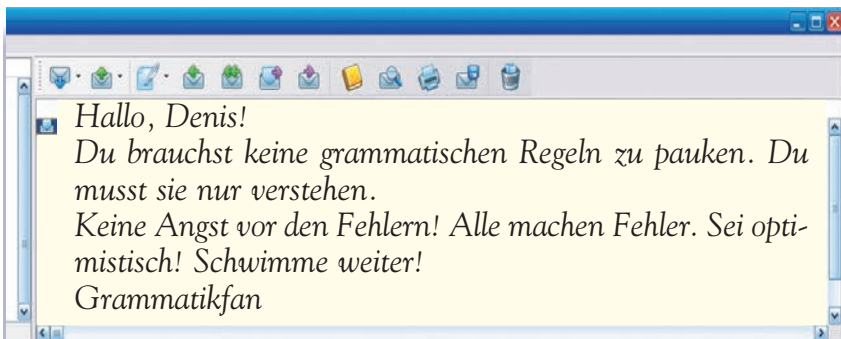 Hallo, Denis!
Du brauchst keine grammatischen Regeln zu pauken. Du
musst sie nur verstehen.
Keine Angst vor den Fehlern! Alle machen Fehler. Sei opti-
mistisch! Schwimme weiter!
Grammatikfan